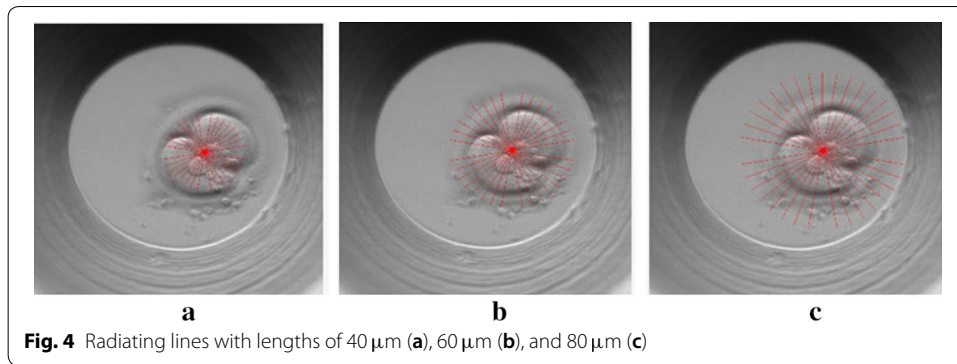 a b c
Fig. 4 Radiating lines with lengths of 40 μm (a), 60 μm (b), and 80 μm (c)